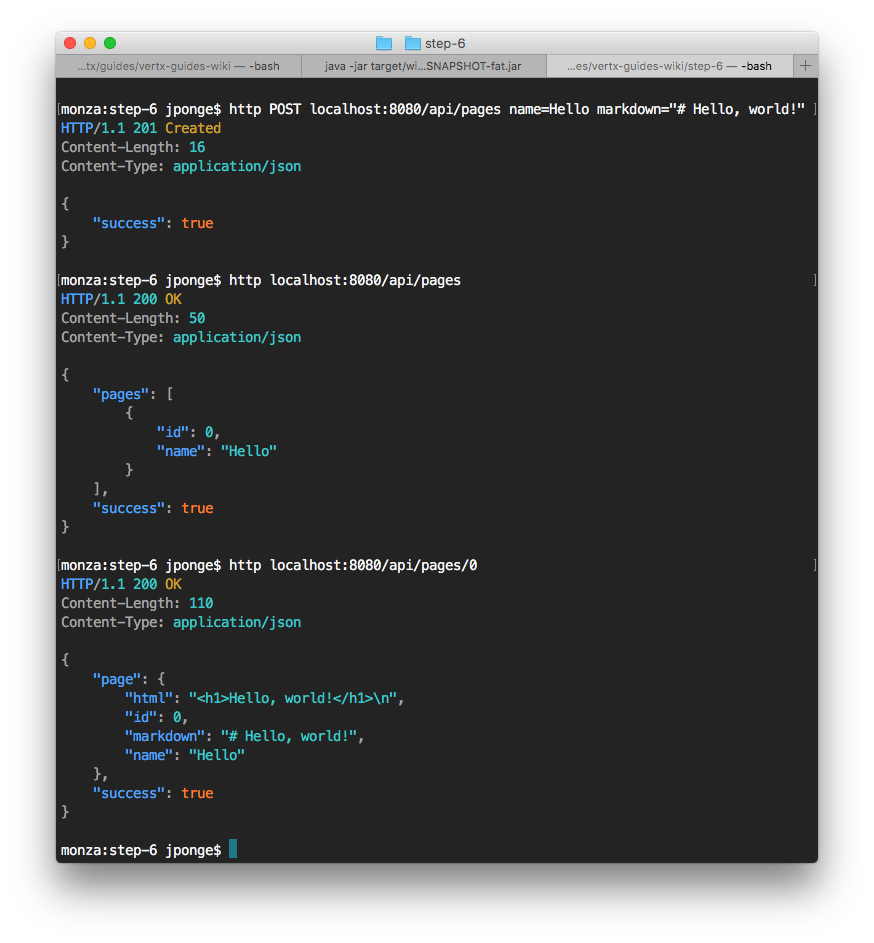 step-6
...tx/guides/vertx-guides-wiki — -bash
java -jar target/wi...SNAPSHOT-fat.jar
...es/vertx-guides-wiki/step-6 — -bash
+
[monza:step-6 jponge$ http POST localhost:8080/api/pages name=Hello markdown="# Hello, world!" ]
HTTP/1.1 201 Created
Content-Length: 16
Content-Type: application/json
{
    "success": true
}
[monza:step-6 jponge$ http localhost:8080/api/pages ]
HTTP/1.1 200 OK
Content-Length: 50
Content-Type: application/json
{
    "pages": [
        {
            "id": 0,
            "name": "Hello"
        }
    ],
    "success": true
}
[monza:step-6 jponge$ http localhost:8080/api/pages/0 ]
HTTP/1.1 200 OK
Content-Length: 110
Content-Type: application/json
{
    "page": {
        "html": "<h1>Hello, world!</h1>\n",
        "id": 0,
        "markdown": "# Hello, world!",
        "name": "Hello"
    },
    "success": true
}
monza:step-6 jponge$